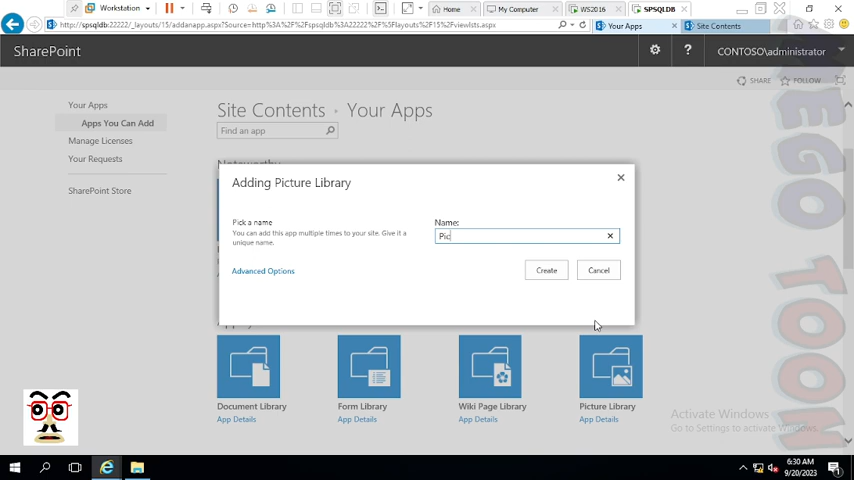 Workstation
Home
My Computer
WS2016
SPSQLDB
http://spsqldb:22222/_layouts/15/addanapp.aspx?Source=http%3A%2F%2Fspsqldb%3A22222%2F_layouts%2F15%2Fviewlsts.aspx
Your Apps
Site Contents
SharePoint
?
CONTOSO\administrator
SHARE
FOLLOW
Your Apps
Apps You Can Add
Manage Licenses
Your Requests
SharePoint Store
Site Contents › Your Apps
Find an app
Noteworthy
Adding Picture Library
Pick a name
You can add this app multiple times to your site. Give it a
unique name.
Name:
Pic
Advanced Options
Create
Cancel
Document Library
App Details
Form Library
App Details
Wiki Page Library
App Details
Picture Library
App Details
Activate Windows
Go to Settings to activate Windows.
6:30 AM
9/20/2023